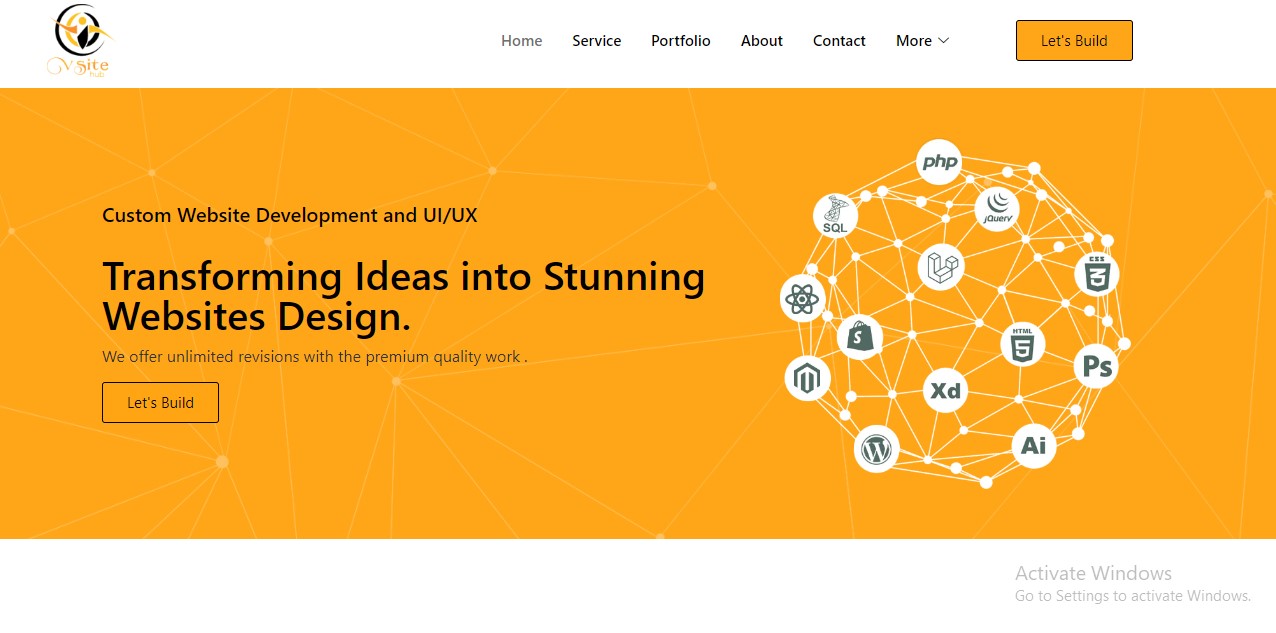 VSite
hub
Home Service Portfolio About Contact More Let's Build
Custom Website Development and UI/UX
Transforming Ideas into Stunning
Websites Design.
We offer unlimited revisions with the premium quality work .
Let's Build
php
SQL
jQuery
CSS
3
S
HTML
5
Ps
Xd
W
Ai
Activate Windows
Go to Settings to activate Windows.